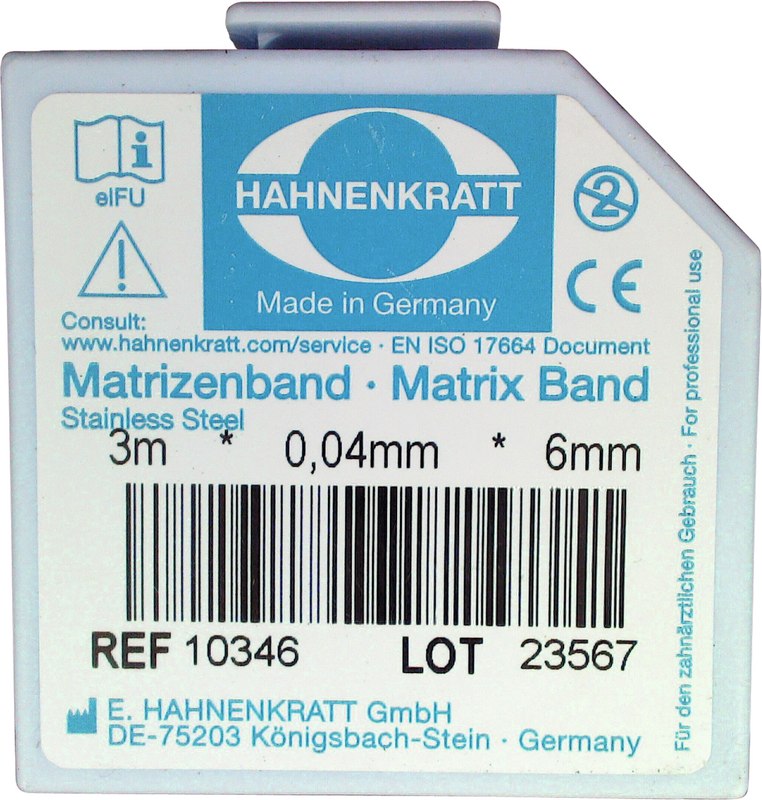 HAHNENKRATT
Made in Germany
eIFU
2
CE
Consult:
www.hahnenkratt.com/service · EN ISO 17664 Document
Matrizenband · Matrix Band
Stainless Steel
3m * 0,04mm * 6mm
REF 10346 LOT 23567
E. HAHNENKRATT GmbH
DE-75203 Königsbach-Stein · Germany
Für den zahnärztlichen Gebrauch · For professional use